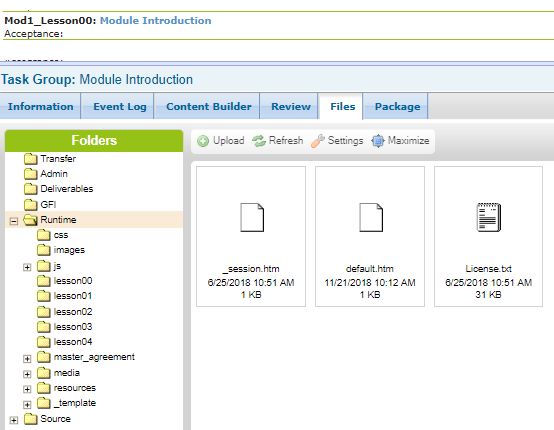 Mod1_Lesson00: Module Introduction
Acceptance:
Task Group: Module Introduction
Information Event Log Content Builder Review Files Package
Folders
Transfer
Admin
Deliverables
GFI
Runtime
css
images
js
lesson00
lesson01
lesson02
lesson03
lesson04
master_agreement
media
resources
_template
Source
Upload Refresh Settings Maximize
_session.htm
6/25/2018 10:51 AM
1 KB
default.htm
11/21/2018 10:12 AM
1 KB
License.txt
6/25/2018 10:51 AM
31 KB